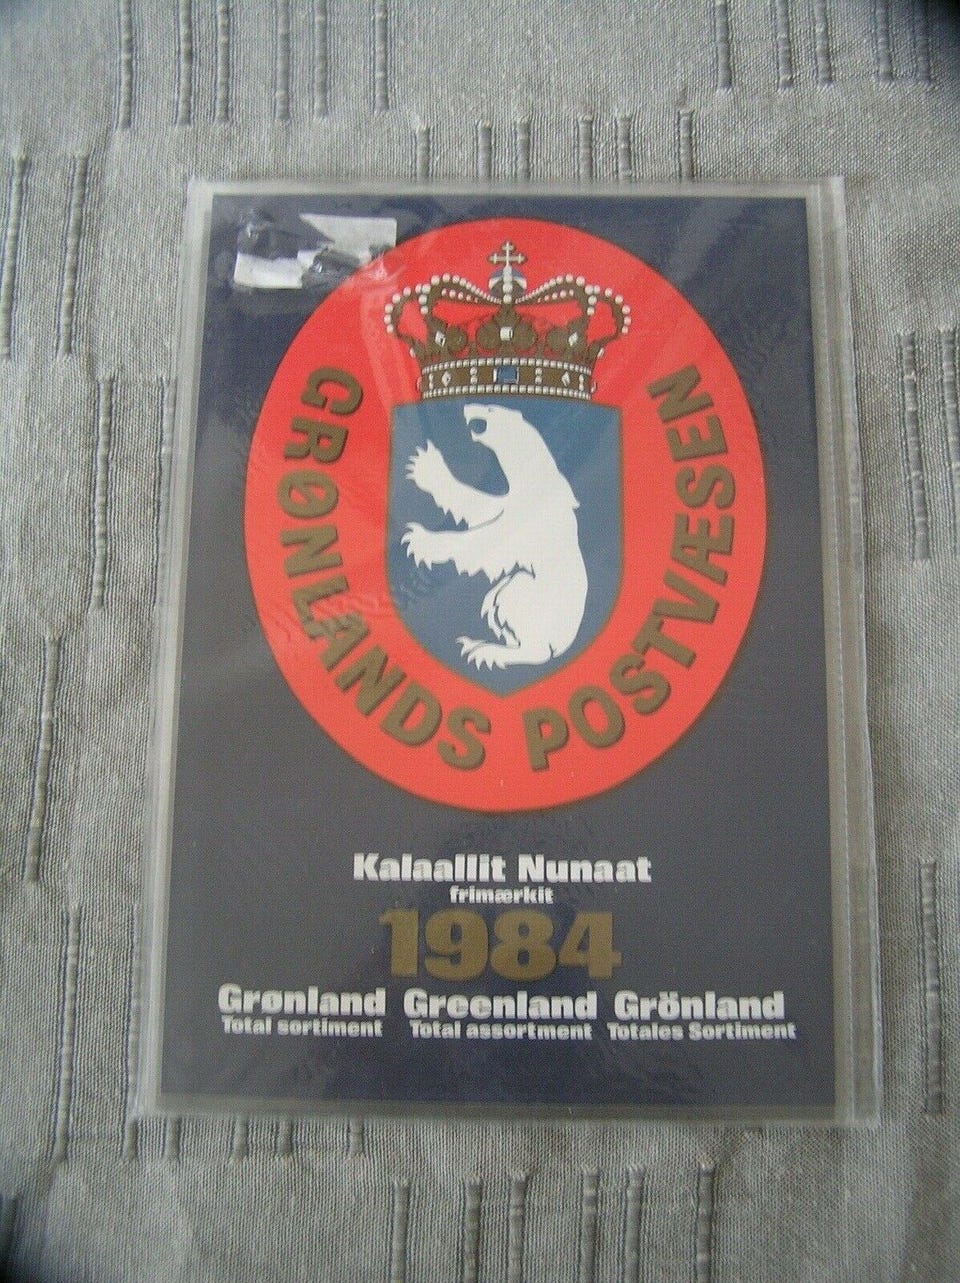 GRØNLANDS POSTVÆSEN
Kalaallit Nunaat
frimærkit
1984
Grønland Greenland Grönland
Total sortiment Total assortment Totales Sortiment